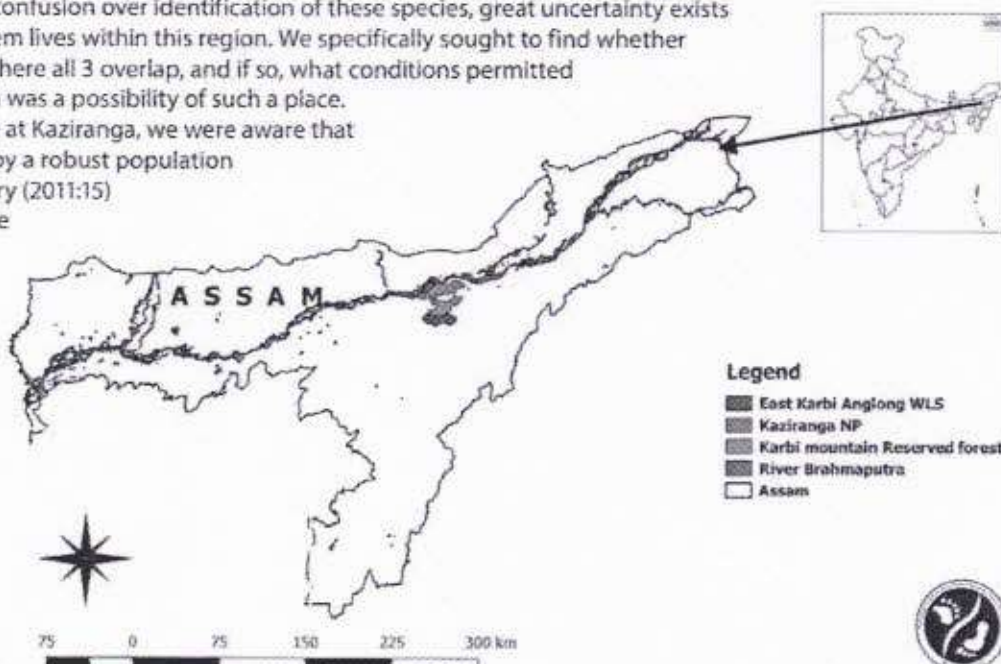 confusion over identification of these species, great uncertainty exists
em lives within this region. We specifically sought to find whether
here all 3 overlap, and if so, what conditions permitted
was a possibility of such a place.
at Kaziranga, we were aware that
by a robust population
ry (2011:15)
e
A S S A M
Legend
East Karbi Anglong WLS
Kaziranga NP
Karbi mountain Reserved forest
River Brahmaputra
Assam
75 0 75 150 225 300 km